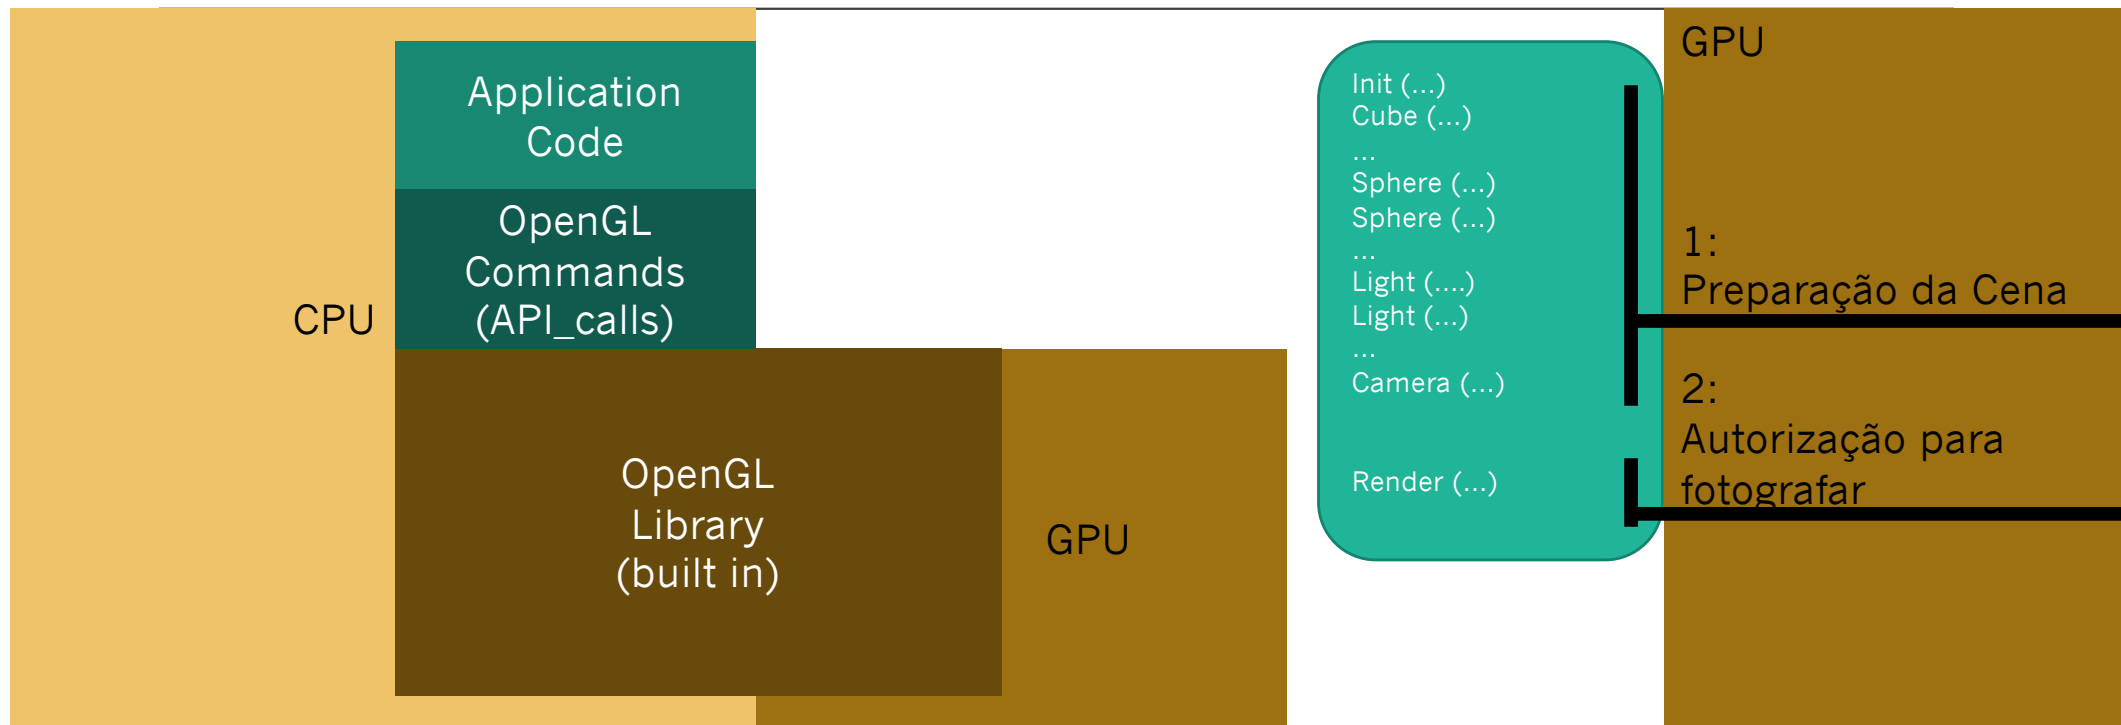 Application
Code
OpenGL
Commands
(API_calls)
CPU
OpenGL
Library
(built in)
GPU
Init (...)
Cube (...)
...
Sphere (...)
Sphere (...)
...
Light (....)
Light (...)
...
Camera (...)
Render (...)
GPU
1:
Preparação da Cena
2:
Autorização para
fotografar